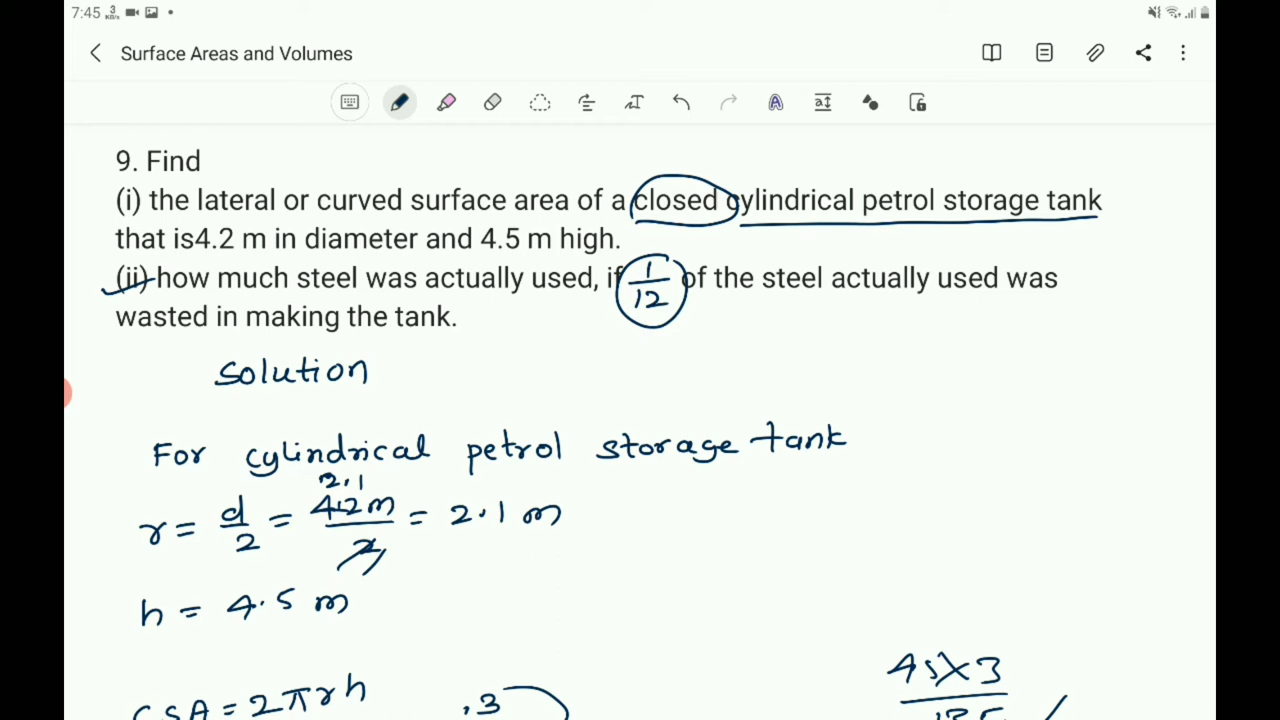 7:45 3 KB/s
Surface Areas and Volumes
9. Find
(i) the lateral or curved surface area of a closed cylindrical petrol storage tank
that is4.2 m in diameter and 4.5 m high.
(ii) how much steel was actually used, if 1/12 of the steel actually used was
wasted in making the tank.
Solution
For cylindrical petrol storage tank
2.1
r = d/2 = 4.2m/2 = 2.1 m
h = 4.5 m
45×3
CSA = 2πrh .3